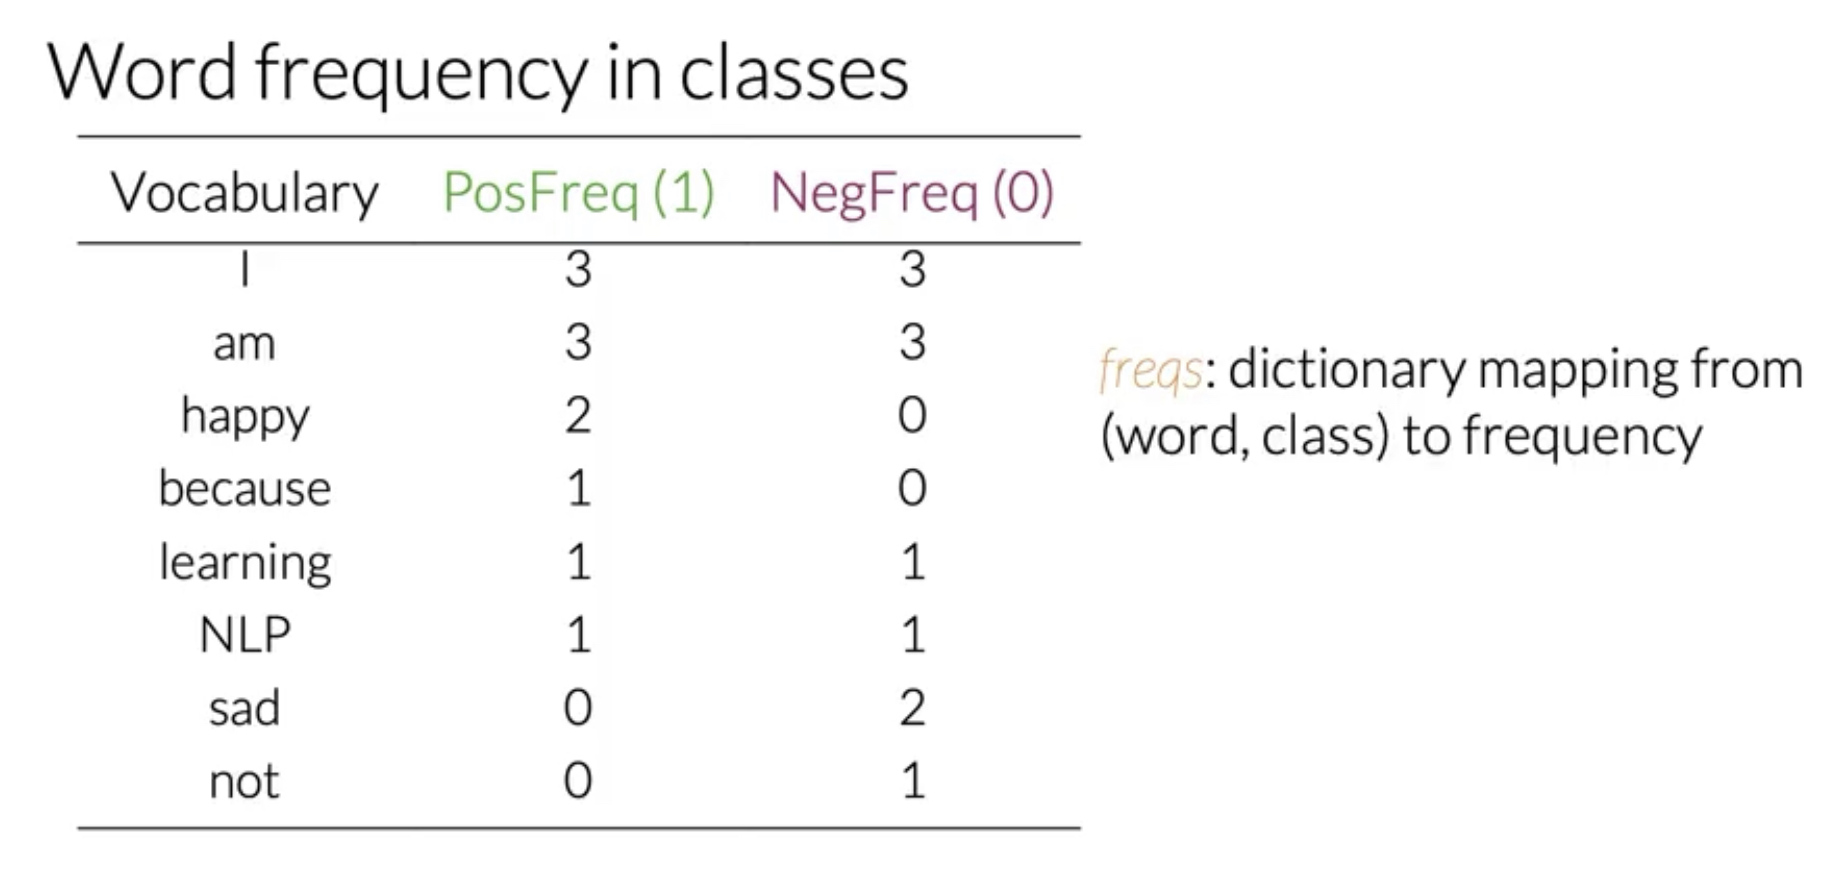 Word frequency in classes
Vocabulary PosFreq (1) NegFreq (0)
I 3 3
am 3 3
happy 2 0
because 1 0
learning 1 1
NLP 1 1
sad 0 2
not 0 1
freqs: dictionary mapping from
(word, class) to frequency